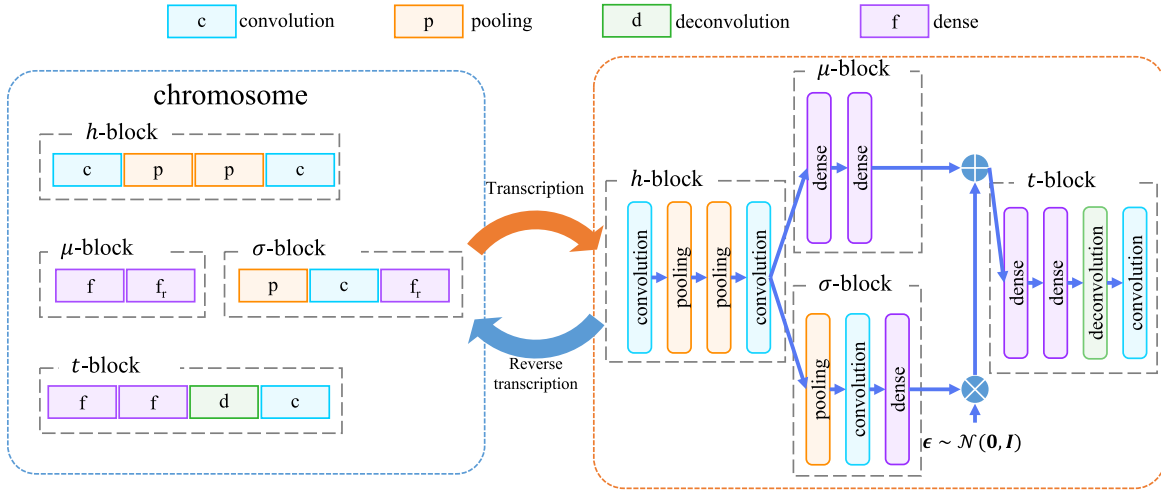 c convolution p pooling d deconvolution f dense
chromosome
h-block
c p p c
μ-block
f fᵣ
σ-block
p c fᵣ
t-block
f f d c
Transcription
Reverse
transcription
h-block
convolution
pooling
pooling
convolution
μ-block
dense
dense
σ-block
pooling
convolution
dense
ϵ ~ 𝒩(0, I)
t-block
dense
dense
deconvolution
convolution